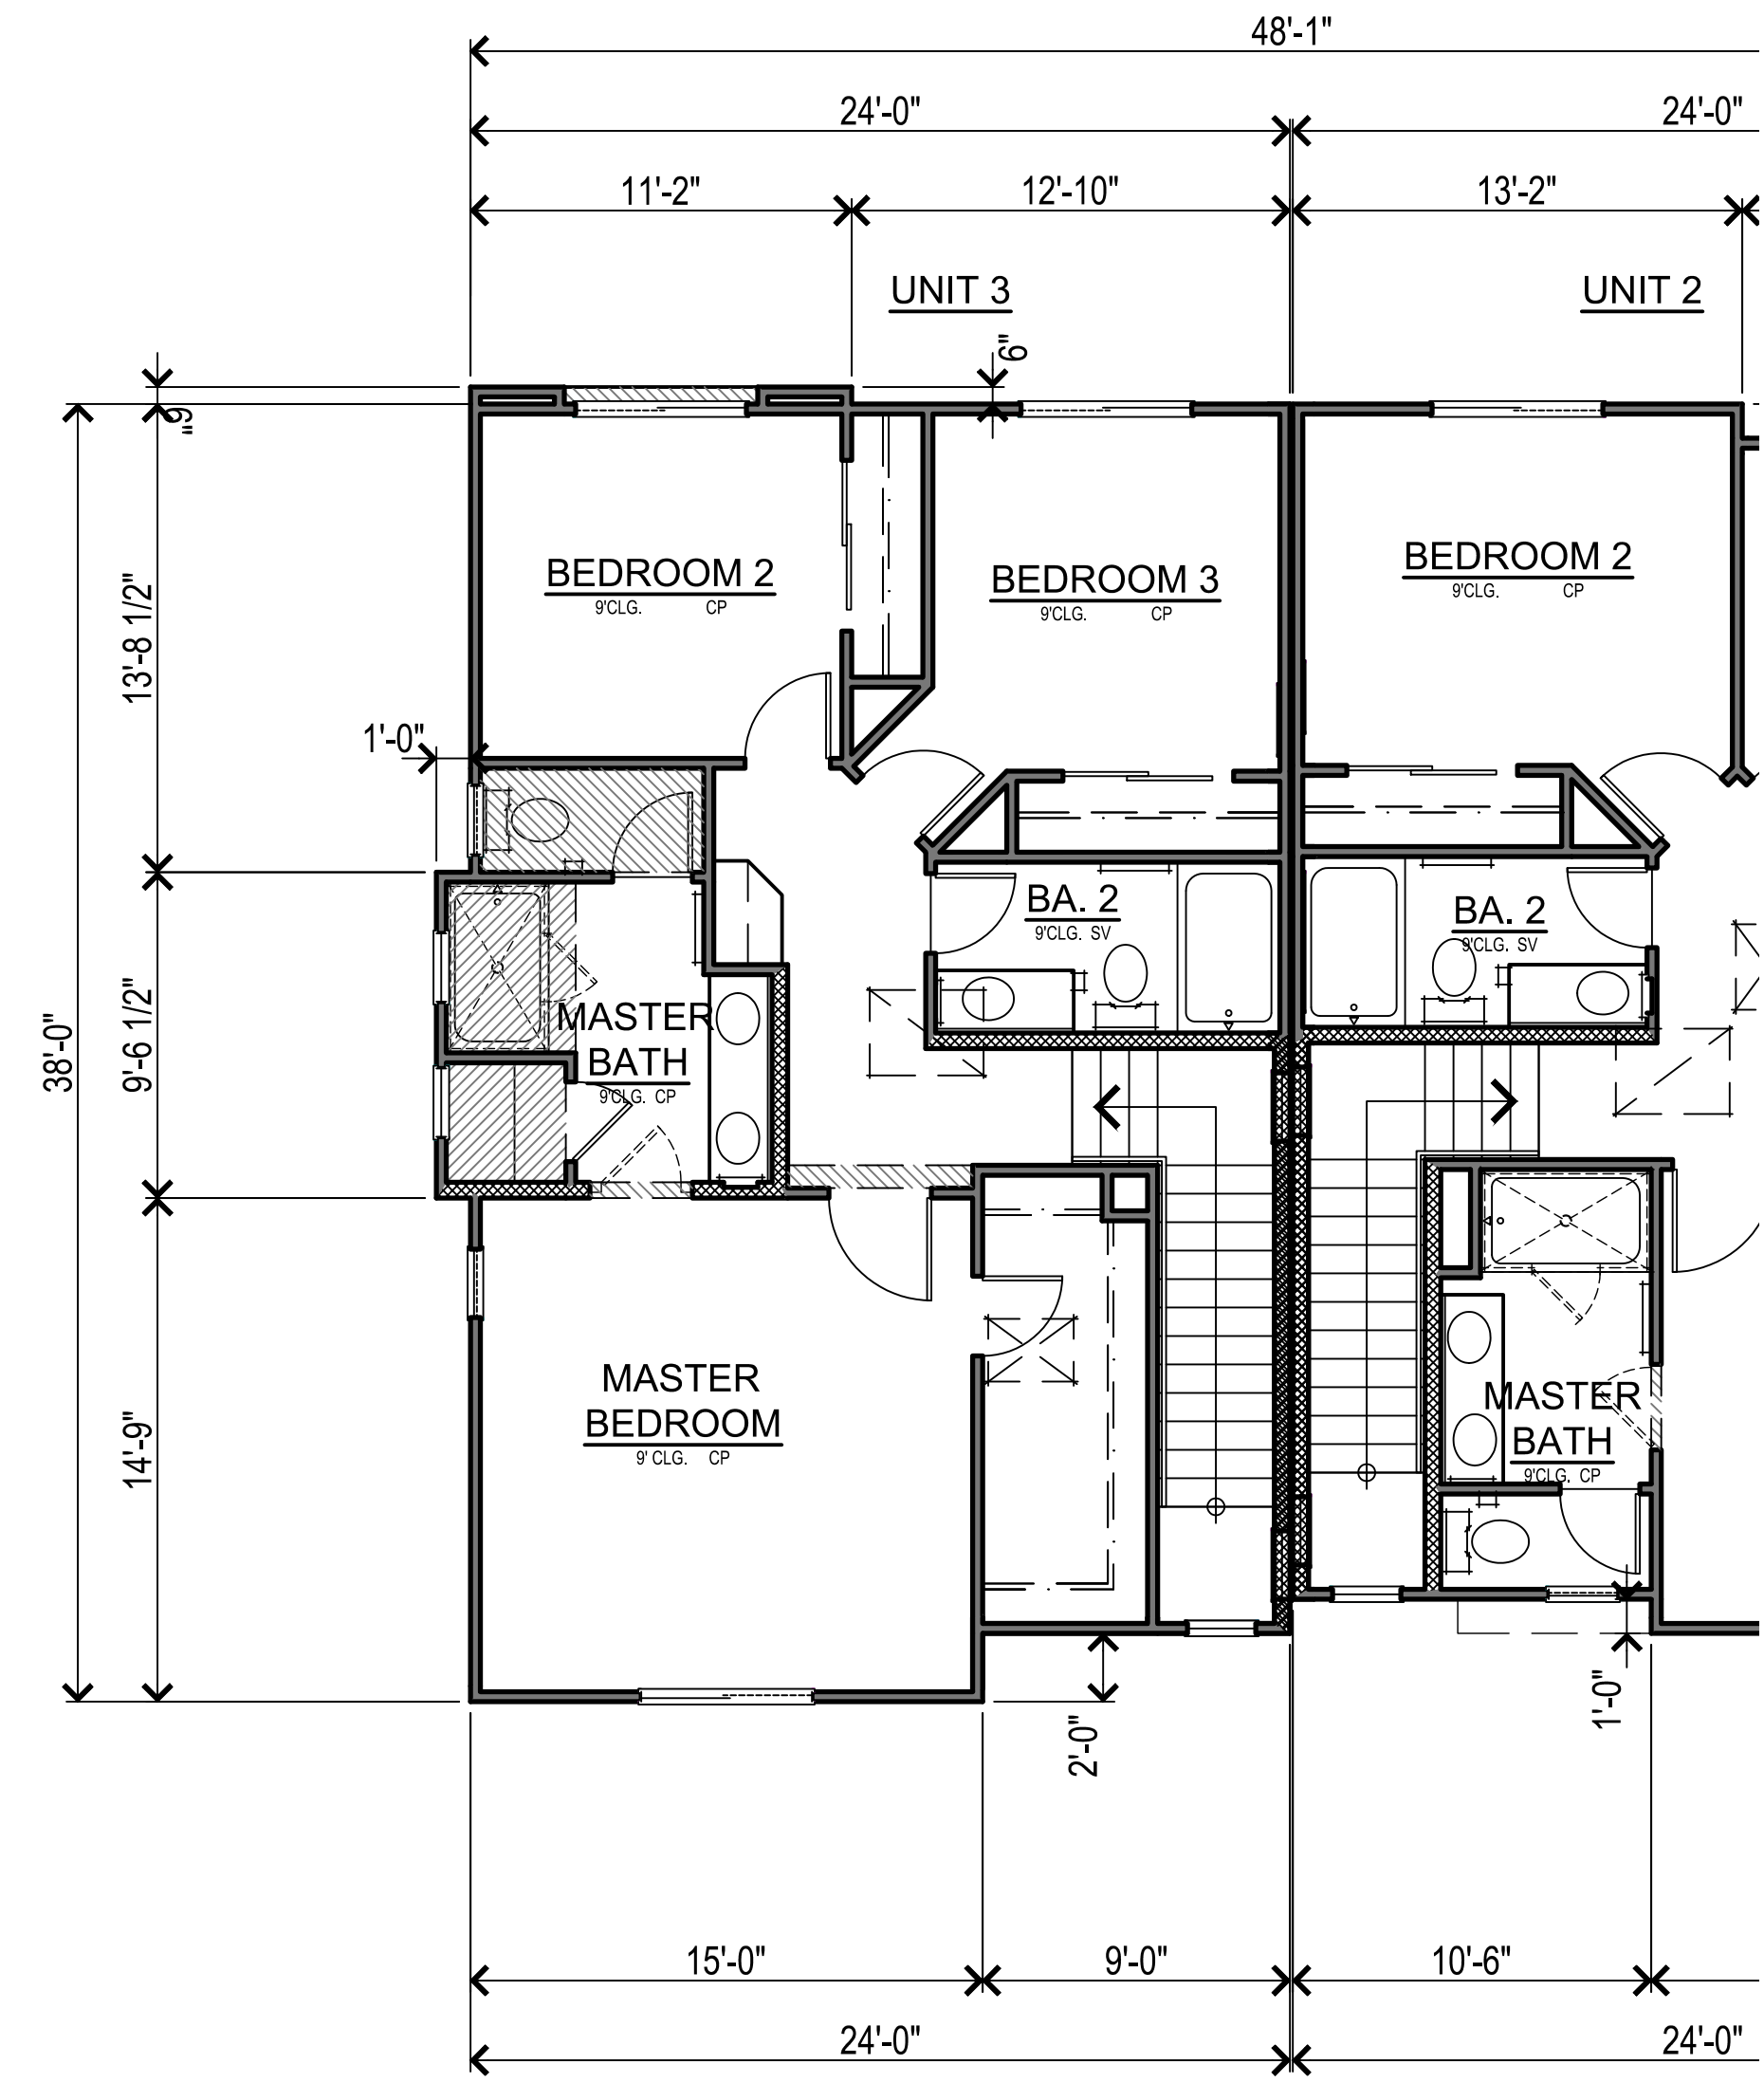 48'-1"
24'-0"
24'-0"
11'-2"
12'-10"
13'-2"
UNIT 3
UNIT 2
6"
6"
BEDROOM 2
9'CLG. CP
BEDROOM 3
9'CLG. CP
BEDROOM 2
9'CLG. CP
13'-8 1/2"
1'-0"
BA. 2
9'CLG. SV
BA. 2
9'CLG. SV
38'-0"
9'-6 1/2"
MASTER
BATH
9'CLG. CP
MASTER
BEDROOM
9' CLG. CP
MASTER
BATH
9'CLG. CP
14'-9"
2'-0"
1'-0"
15'-0"
9'-0"
10'-6"
24'-0"
24'-0"